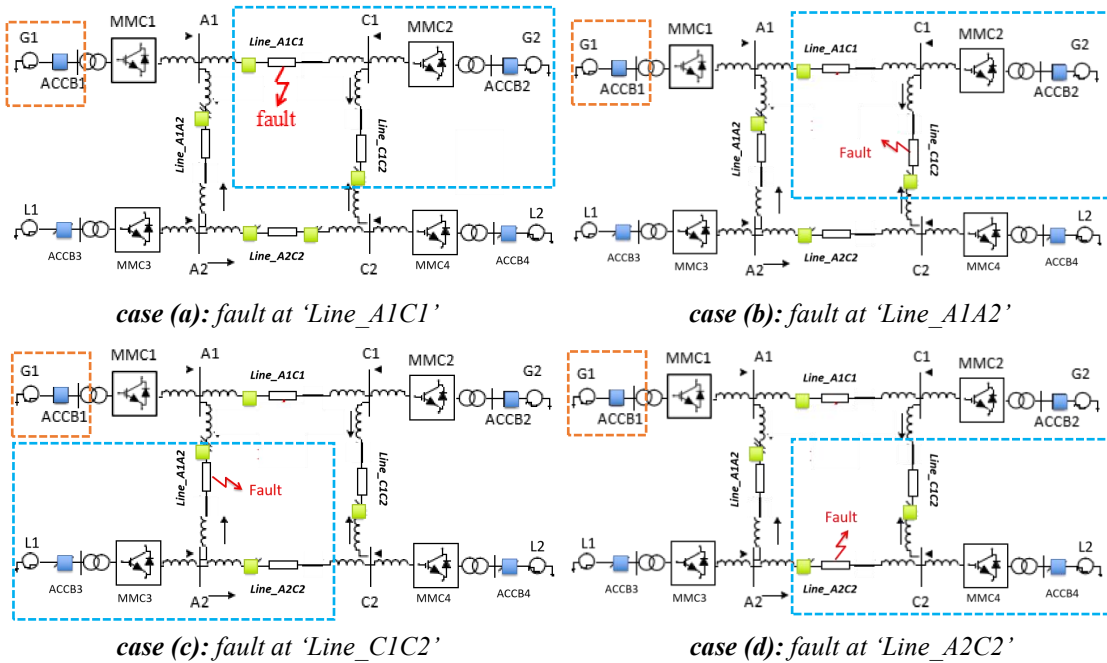 MMC1 A1 C1 MMC2
G1 Line_A1C1 G2
ACCB1 ACCB2
fault
Line_A1A2 Line_C1C2
L1 L2
ACCB3 MMC3 Line_A2C2 MMC4 ACCB4
A2 C2
case (a): fault at ‘Line_A1C1’
MMC1 A1 C1 MMC2
G1 Line_A1C1 G2
ACCB1 ACCB2
Line_A1A2 Fault Line_C1C2
L1 L2
ACCB3 MMC3 Line_A2C2 MMC4 ACCB4
A2 C2
case (b): fault at ‘Line_A1A2’
MMC1 A1 C1 MMC2
G1 Line_A1C1 G2
ACCB1 ACCB2
Line_A1A2 Fault Line_C1C2
L1 L2
ACCB3 MMC3 Line_A2C2 MMC4 ACCB4
A2 C2
case (c): fault at ‘Line_C1C2’
MMC1 A1 C1 MMC2
G1 Line_A1C1 G2
ACCB1 ACCB2
Line_A1A2 Line_C1C2
Fault
L1 L2
ACCB3 MMC3 Line_A2C2 MMC4 ACCB4
A2 C2
case (d): fault at ‘Line_A2C2’